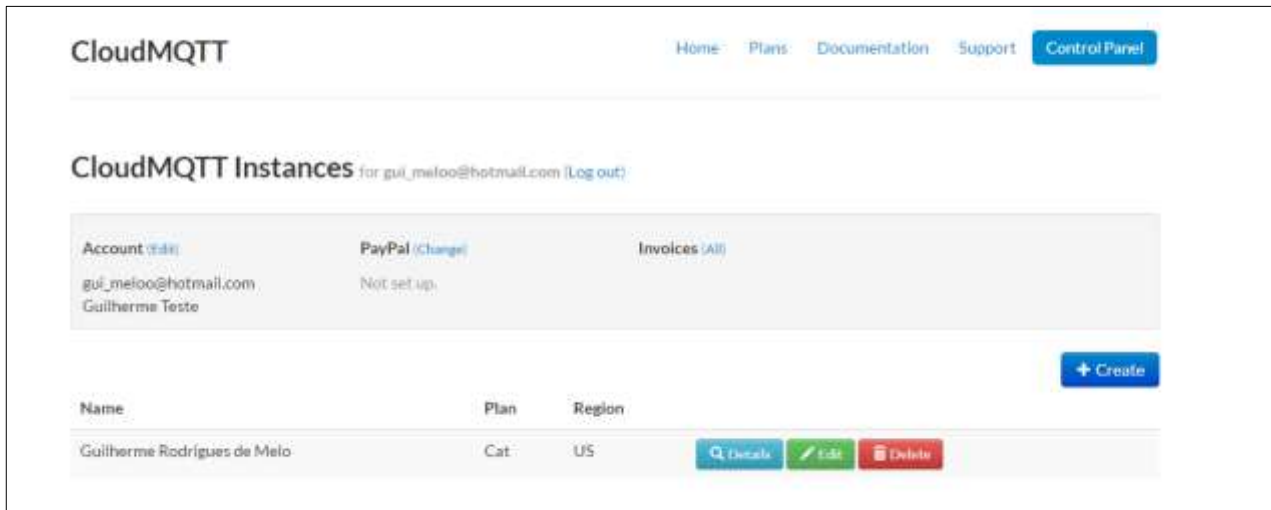 CloudMQTT
Home Plans Documentation Support Control Panel
CloudMQTT Instances for gui_meloo@hotmail.com (Log out)
Account (Edit) PayPal (Change) Invoices (All)
gui_meloo@hotmail.com Not set up.
Guilherme Teste
+ Create
Name Plan Region
Guilherme Rodrigues de Melo Cat US Details Edit Delete